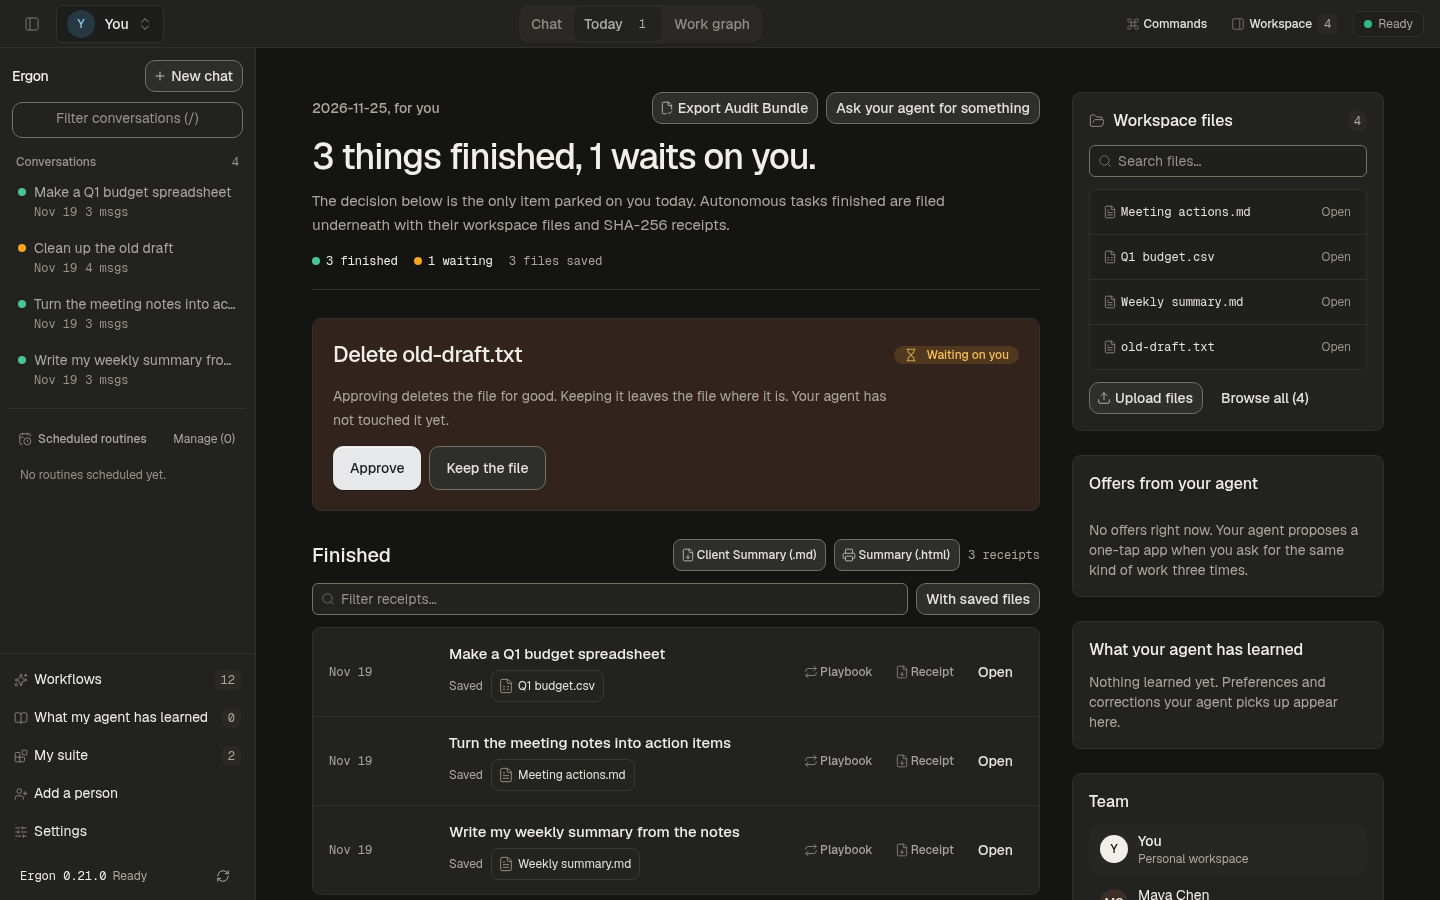 Y You
Chat Today 1 Work graph
Commands Workspace 4 Ready
Ergon
New chat
Filter conversations (/)
Conversations 4
Make a Q1 budget spreadsheet
Nov 19 3 msgs
Clean up the old draft
Nov 19 4 msgs
Turn the meeting notes into ac...
Nov 19 3 msgs
Write my weekly summary fro...
Nov 19 3 msgs
Scheduled routines Manage (0)
No routines scheduled yet.
Workflows 12
What my agent has learned 0
My suite 2
Add a person
Settings
Ergon 0.21.0 Ready
2026-11-25, for you
Export Audit Bundle
Ask your agent for something
3 things finished, 1 waits on you.
The decision below is the only item parked on you today. Autonomous tasks finished are filed
underneath with their workspace files and SHA-256 receipts.
3 finished 1 waiting 3 files saved
Delete old-draft.txt
Waiting on you
Approving deletes the file for good. Keeping it leaves the file where it is. Your agent has
not touched it yet.
Approve Keep the file
Finished
Client Summary (.md) Summary (.html) 3 receipts
Filter receipts...
With saved files
Nov 19
Make a Q1 budget spreadsheet
Saved Q1 budget.csv
Playbook Receipt Open
Nov 19
Turn the meeting notes into action items
Saved Meeting actions.md
Playbook Receipt Open
Nov 19
Write my weekly summary from the notes
Saved Weekly summary.md
Playbook Receipt Open
Workspace files 4
Search files...
Meeting actions.md Open
Q1 budget.csv Open
Weekly summary.md Open
old-draft.txt Open
Upload files Browse all (4)
Offers from your agent
No offers right now. Your agent proposes a
one-tap app when you ask for the same
kind of work three times.
What your agent has learned
Nothing learned yet. Preferences and
corrections your agent picks up appear
here.
Team
Y You
Personal workspace
Maya Chen